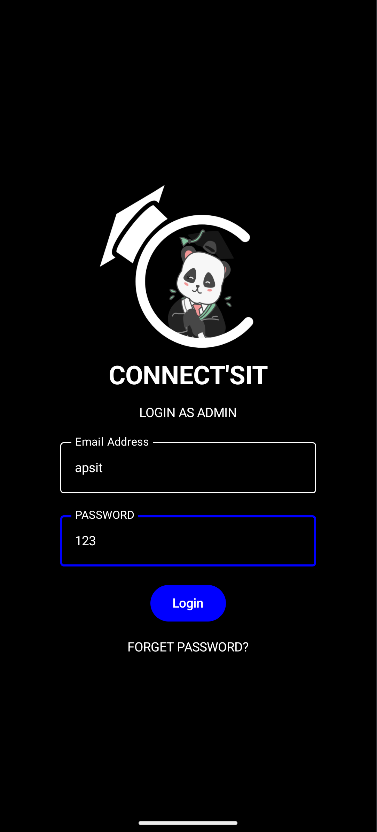 CONNECT'SIT
LOGIN AS ADMIN
Email Address
apsit
PASSWORD
123
Login
FORGET PASSWORD?